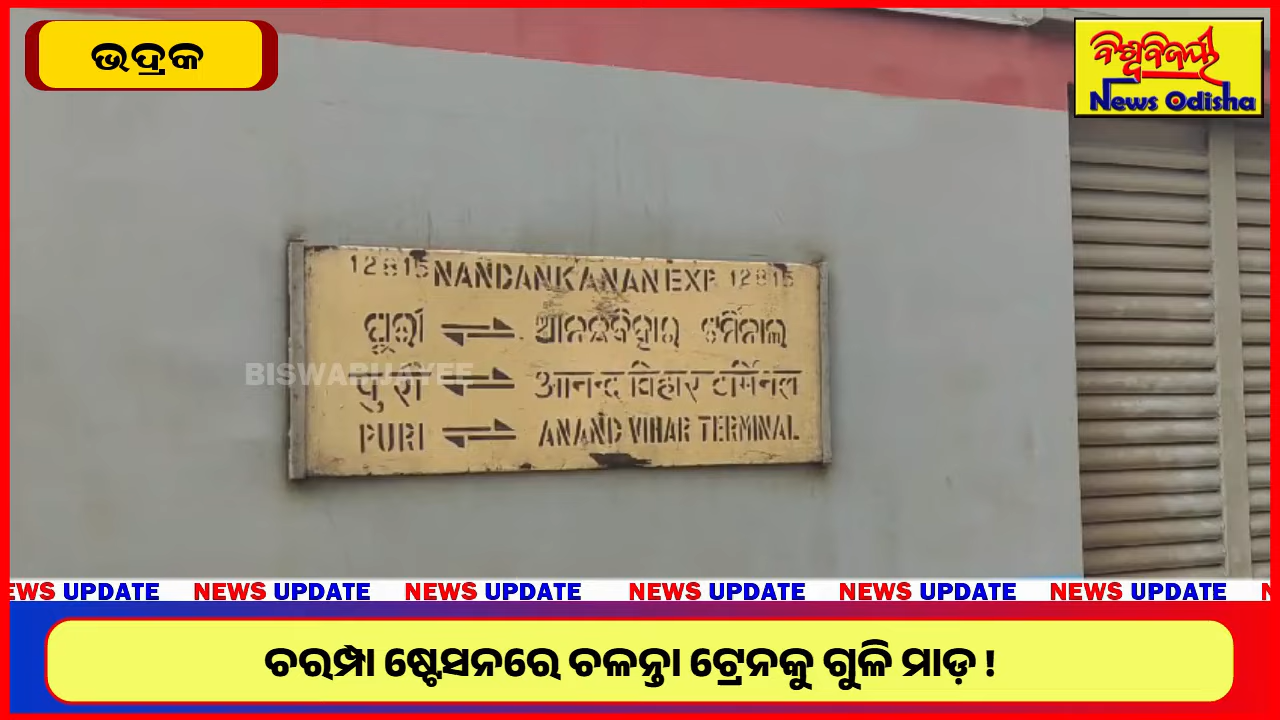 ଭଦ୍ରକ
ବିଶ୍ୱବିଜୟୀ
News Odisha
12815 NANDANKANAN EXP. 12815
ପୁରୀ ଆନନ୍ଦବିହାର ଟର୍ମିନାଲ
BISWABIJAYEE
पुरी आनन्द विहार टर्मिनल
PURI ANAND VIHAR TERMINAL
EWS UPDATE NEWS UPDATE NEWS UPDATE NEWS UPDATE NEWS UPDATE NEWS UPDATE N
ଚରମ୍ପା ଷ୍ଟେସନରେ ଚଳନ୍ତା ଟ୍ରେନକୁ ଗୁଳି ମାଡ଼ !